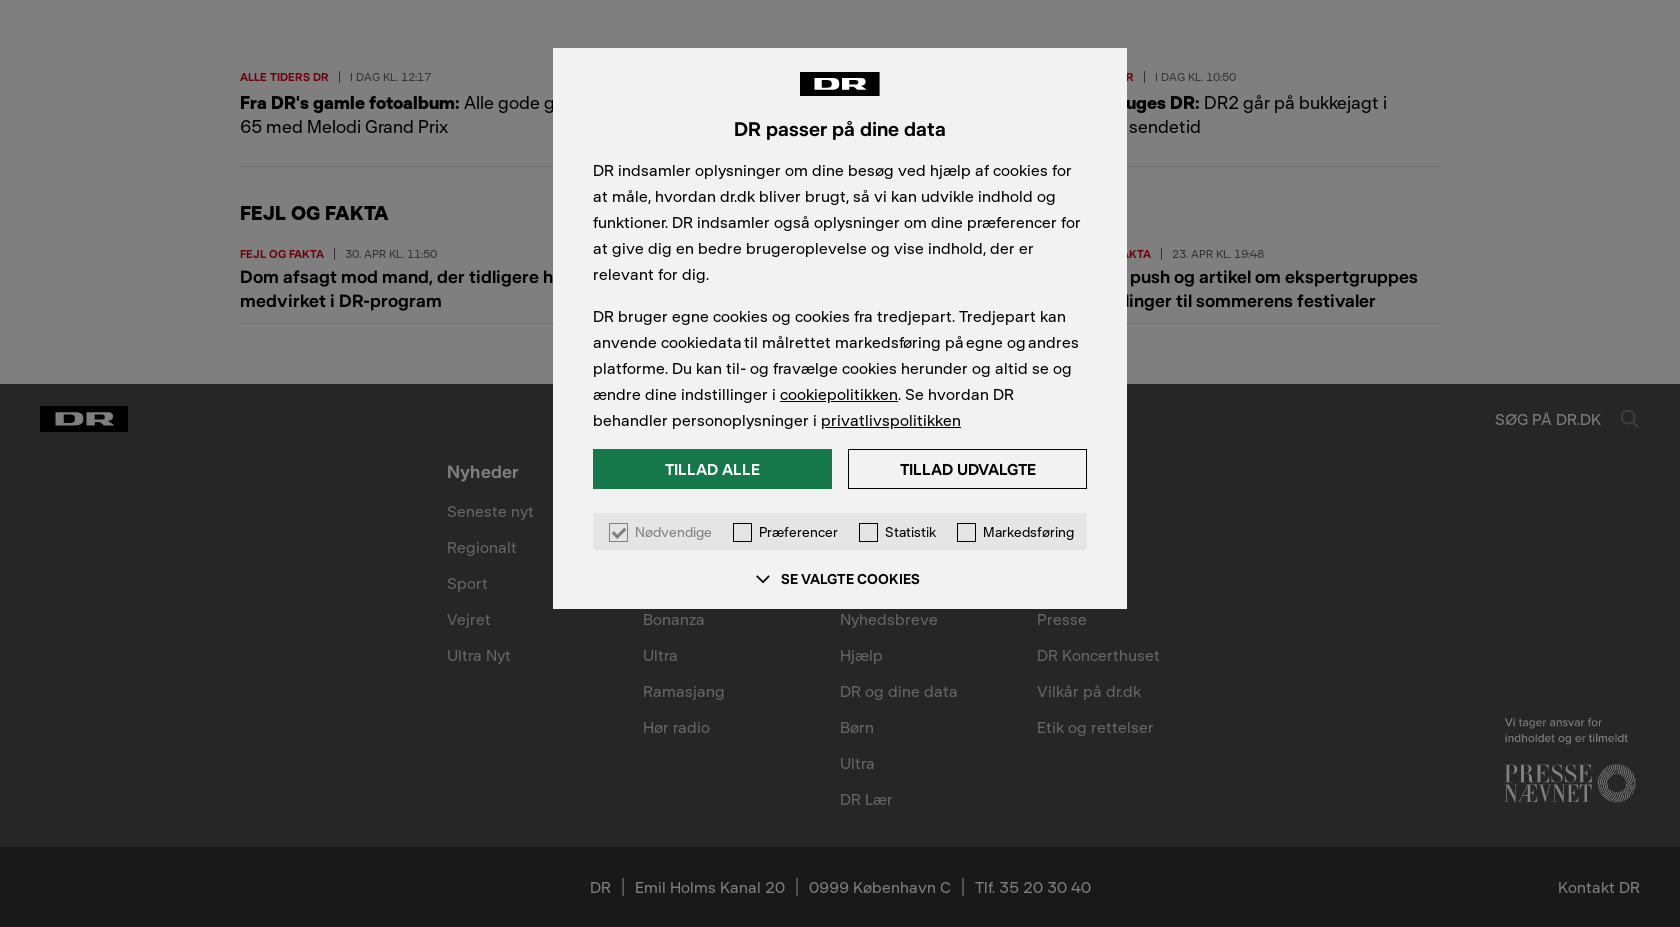 ALLE TIDERS DR | I DAG KL. 12:17
Fra DR's gamle fotoalbum: Alle gode g
65 med Melodi Grand Prix
R | I DAG KL. 10:50
uges DR: DR2 går på bukkejagt i
sendetid
FEJL OG FAKTA
FEJL OG FAKTA | 30. APR KL. 11:50
Dom afsagt mod mand, der tidligere h
medvirket i DR-program
AKTA | 23. APR KL. 19:48
push og artikel om ekspertgruppes
linger til sommerens festivaler
DR
DR passer på dine data
DR indsamler oplysninger om dine besøg ved hjælp af cookies for
at måle, hvordan dr.dk bliver brugt, så vi kan udvikle indhold og
funktioner. DR indsamler også oplysninger om dine præferencer for
at give dig en bedre brugeroplevelse og vise indhold, der er
relevant for dig.
DR bruger egne cookies og cookies fra tredjepart. Tredjepart kan
anvende cookiedata til målrettet markedsføring på egne og andres
platforme. Du kan til- og fravælge cookies herunder og altid se og
ændre dine indstillinger i cookiepolitikken. Se hvordan DR
behandler personoplysninger i privatlivspolitikken
TILLAD ALLE
TILLAD UDVALGTE
Nødvendige Præferencer Statistik Markedsføring
SE VALGTE COOKIES
DR
SØG PÅ DR.DK
Nyheder
Seneste nyt
Regionalt
Sport
Vejret
Ultra Nyt
Bonanza
Ultra
Ramasjang
Hør radio
Nyhedsbreve
Hjælp
DR og dine data
Børn
Ultra
DR Lær
Presse
DR Koncerthuset
Vilkår på dr.dk
Etik og rettelser
Vi tager ansvar for
indholdet og er tilmeldt
PRESSE
NÆVNET
DR | Emil Holms Kanal 20 | 0999 København C | Tlf. 35 20 30 40
Kontakt DR